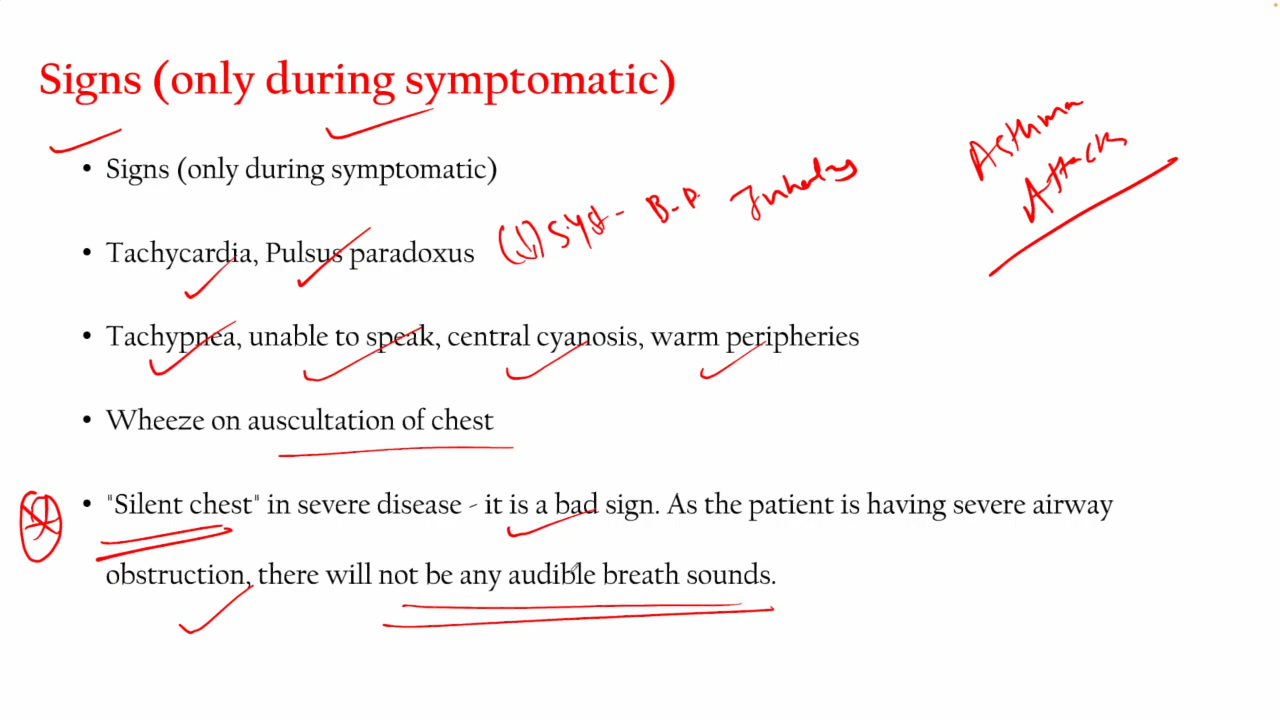 Signs (only during symptomatic)
Asthma
Attacks
• Signs (only during symptomatic)
• Tachycardia, Pulsus paradoxus
(↓) Syst - B.P
• Tachypnea, unable to speak, central cyanosis, warm peripheries
• Wheeze on auscultation of chest
• "Silent chest" in severe disease - it is a bad sign. As the patient is having severe airway
obstruction, there will not be any audible breath sounds.